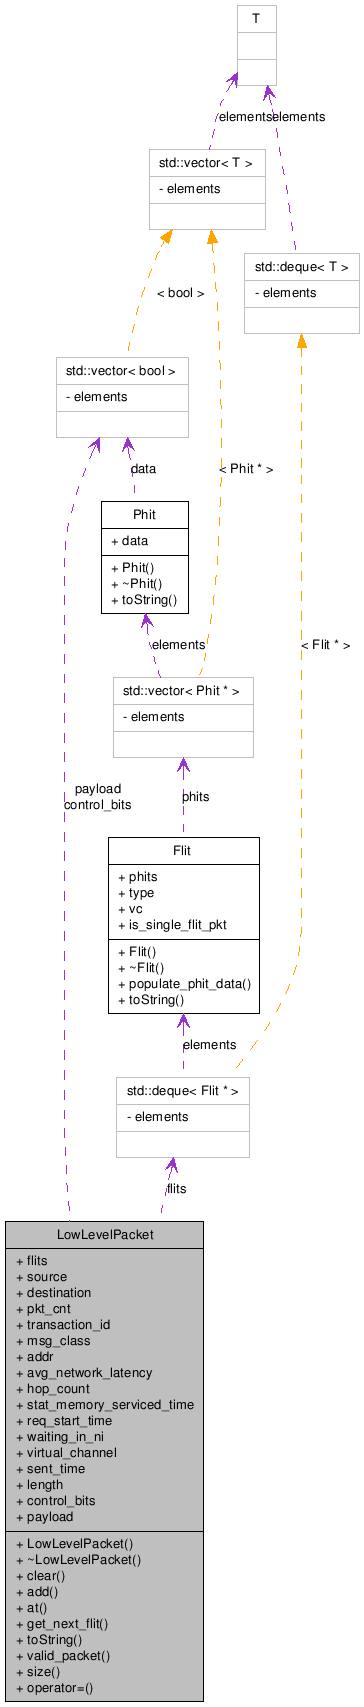 T
elements
elements
std::vector< T >
- elements
std::deque< T >
- elements
< bool >
std::vector< bool >
- elements
data
< Phit * >
Phit
+ data
+ Phit()
+ ~Phit()
+ toString()
elements
< Flit * >
std::vector< Phit * >
- elements
payload
control_bits
phits
Flit
+ phits
+ type
+ vc
+ is_single_flit_pkt
+ Flit()
+ ~Flit()
+ populate_phit_data()
+ toString()
elements
std::deque< Flit * >
- elements
flits
LowLevelPacket
+ flits
+ source
+ destination
+ pkt_cnt
+ transaction_id
+ msg_class
+ addr
+ avg_network_latency
+ hop_count
+ stat_memory_serviced_time
+ req_start_time
+ waiting_in_ni
+ virtual_channel
+ sent_time
+ length
+ control_bits
+ payload
+ LowLevelPacket()
+ ~LowLevelPacket()
+ clear()
+ add()
+ at()
+ get_next_flit()
+ toString()
+ valid_packet()
+ size()
+ operator=()